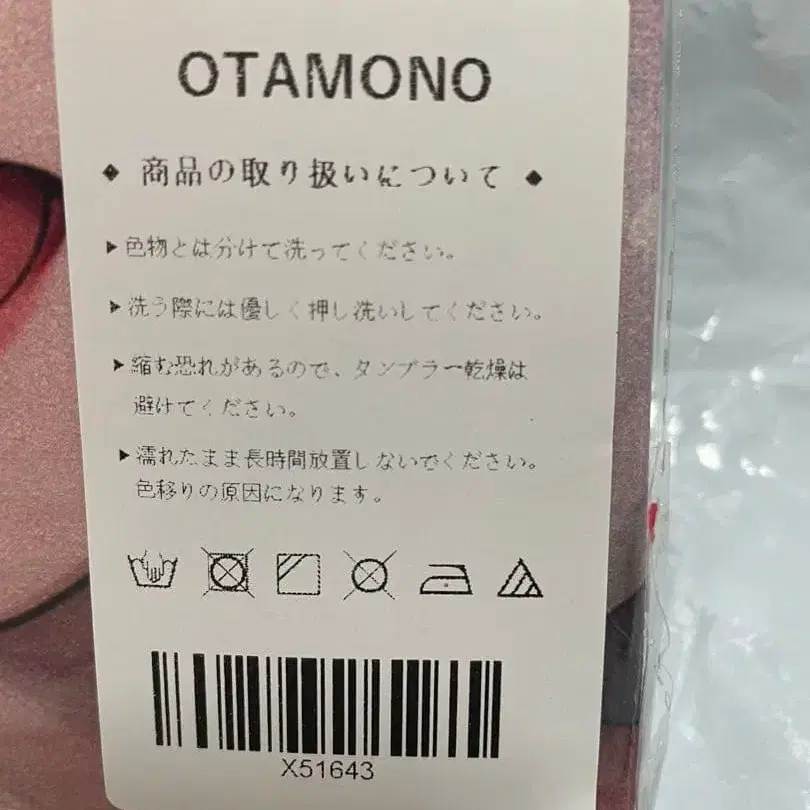 OTAMONO
◆ 商品の取り扱いについて ◆
▶色物とは分けて洗ってください。
▶洗う際には優しく押し洗いしてください。
▶縮む恐れがあるので、タンブラー乾燥は
避けてください。
▶濡れたまま長時間放置しないでください。
色移りの原因になります。
X51643